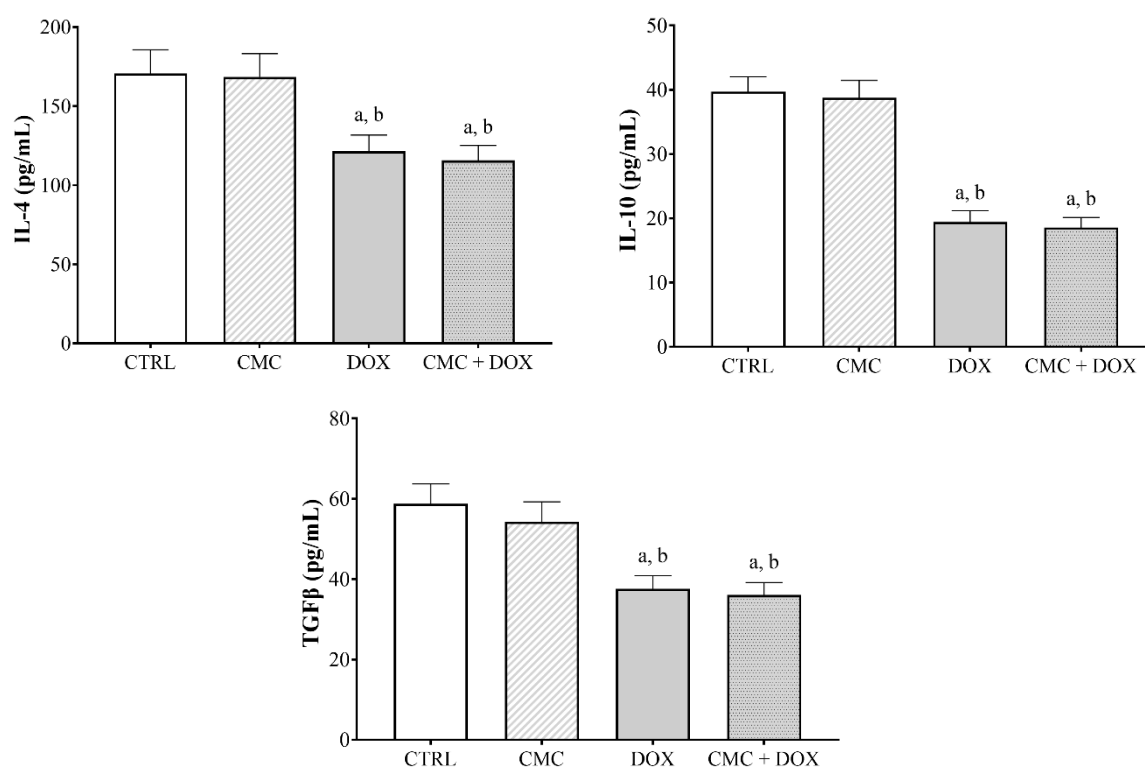 IL-4 (pg/mL)
200
150
100
50
0
a, b
a, b
CTRL
CMC
DOX
CMC + DOX
IL-10 (pg/mL)
50
40
30
20
10
0
a, b
a, b
CTRL
CMC
DOX
CMC + DOX
TGFβ (pg/mL)
80
60
40
20
0
a, b
a, b
CTRL
CMC
DOX
CMC + DOX